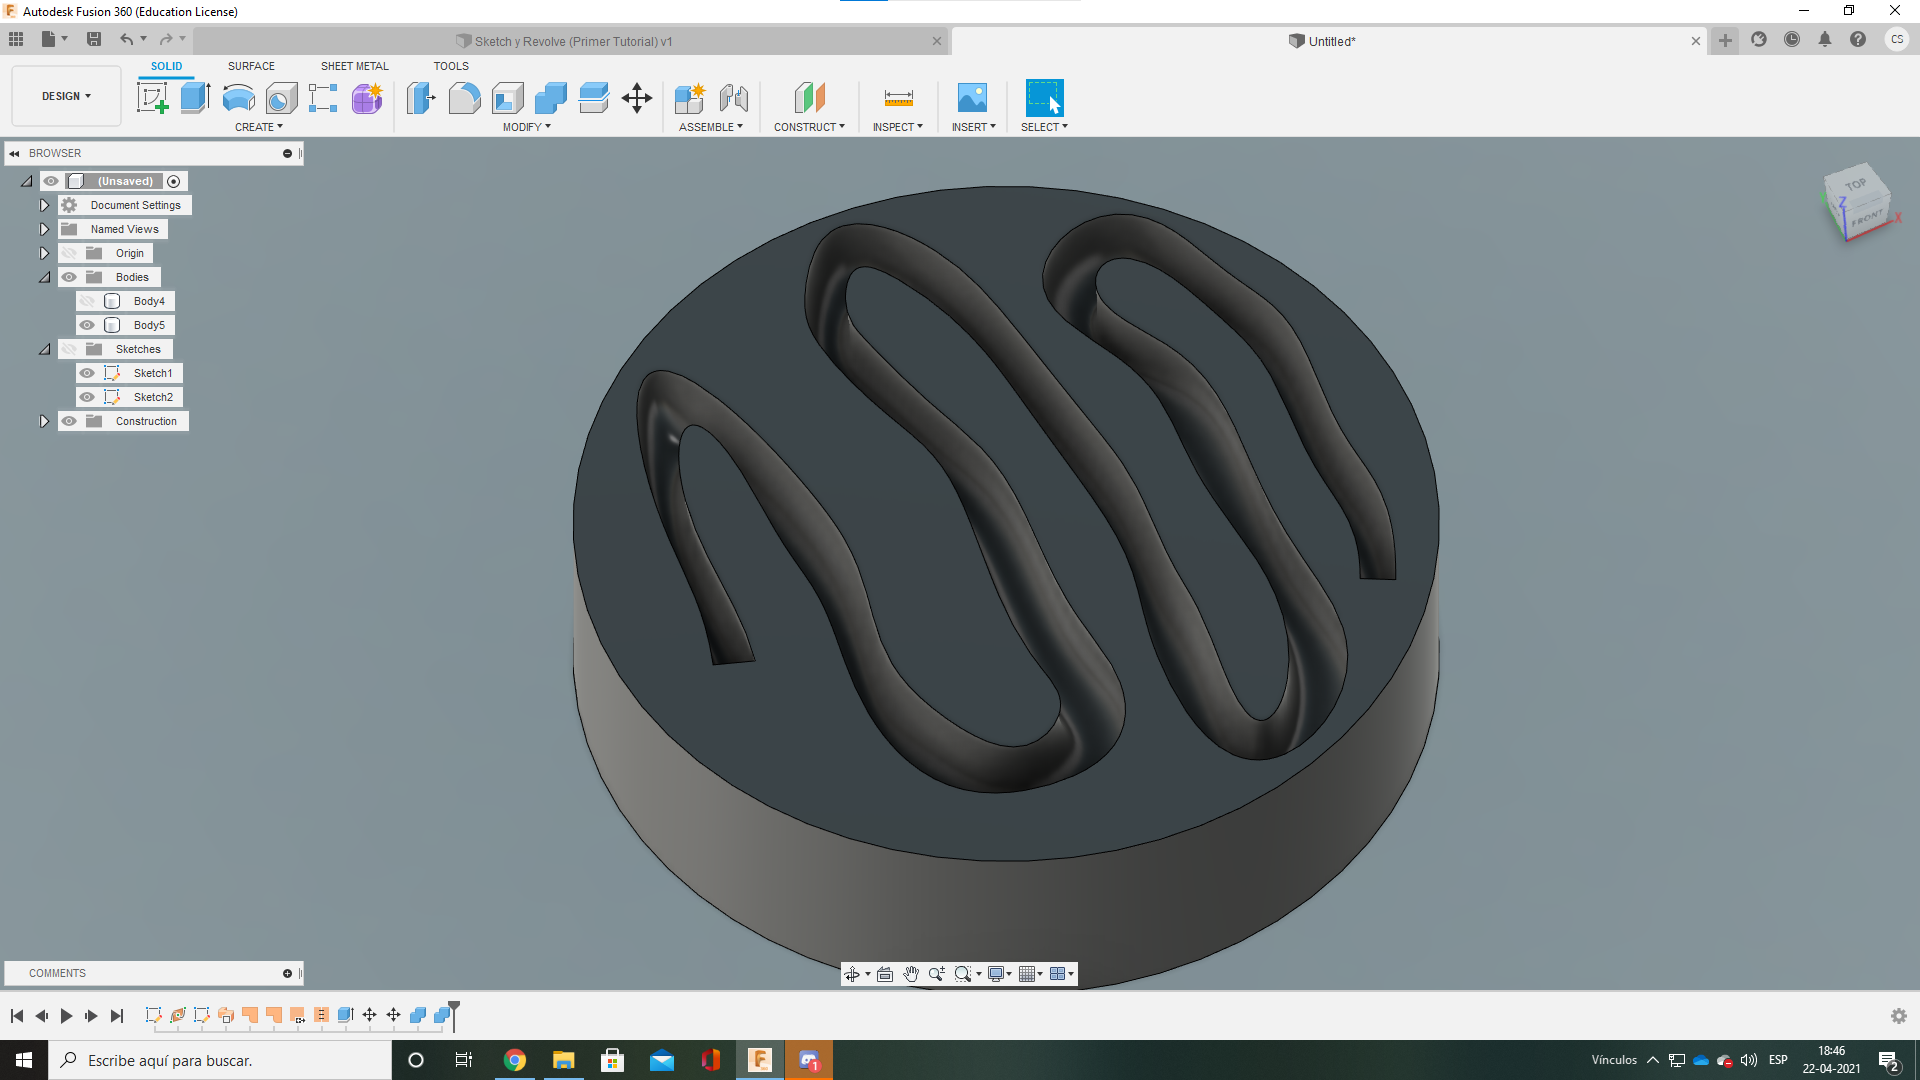 Autodesk Fusion 360 (Education License)
Sketch y Revolve (Primer Tutorial) v1
Untitled*
CS
SOLID SURFACE SHEET METAL TOOLS
DESIGN
CREATE MODIFY ASSEMBLE CONSTRUCT INSPECT INSERT SELECT
BROWSER
(Unsaved)
Document Settings
Named Views
Origin
Bodies
Body4
Body5
Sketches
Sketch1
Sketch2
Construction
TOP
FRONT
Z
X
COMMENTS
Escribe aquí para buscar.
Vínculos
ESP
18:46
22-04-2021
1
2